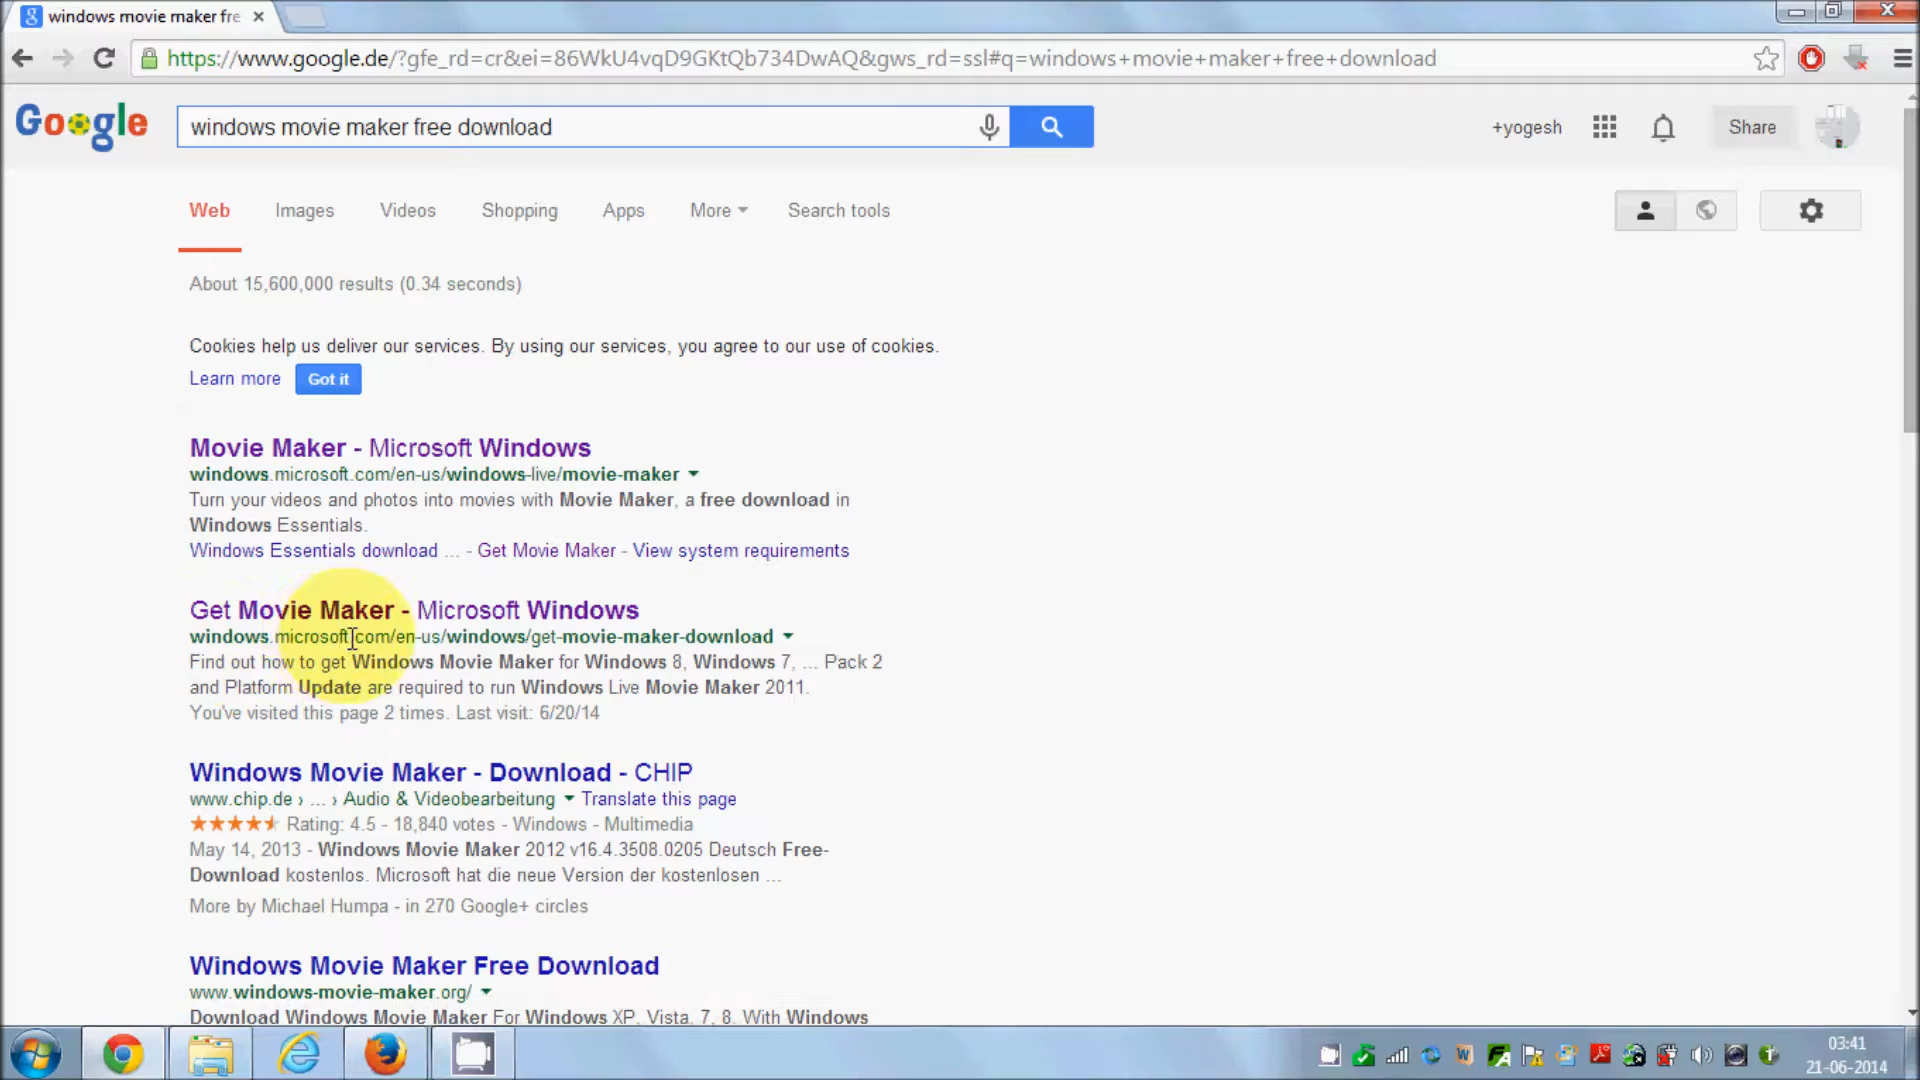 windows movie maker fre
https://www.google.de/?gfe_rd=cr&ei=86WkU4vqD9GKtQb734DwAQ&gws_rd=ssl#q=windows+movie+maker+free+download
Google
windows movie maker free download
+yogesh
Share
Web Images Videos Shopping Apps More Search tools
About 15,600,000 results (0.34 seconds)
Cookies help us deliver our services. By using our services, you agree to our use of cookies.
Learn more Got it
Movie Maker - Microsoft Windows
windows.microsoft.com/en-us/windows-live/movie-maker
Turn your videos and photos into movies with Movie Maker, a free download in
Windows Essentials.
Windows Essentials download ... - Get Movie Maker - View system requirements
Get Movie Maker - Microsoft Windows
windows.microsoft.com/en-us/windows/get-movie-maker-download
Find out how to get Windows Movie Maker for Windows 8, Windows 7, ... Pack 2
and Platform Update are required to run Windows Live Movie Maker 2011.
You've visited this page 2 times. Last visit: 6/20/14
Windows Movie Maker - Download - CHIP
www.chip.de › ... › Audio & Videobearbeitung Translate this page
Rating: 4.5 - 18,840 votes - Windows - Multimedia
May 14, 2013 - Windows Movie Maker 2012 v16.4.3508.0205 Deutsch Free-
Download kostenlos. Microsoft hat die neue Version der kostenlosen ...
More by Michael Humpa - in 270 Google+ circles
Windows Movie Maker Free Download
www.windows-movie-maker.org/
Download Windows Movie Maker For Windows XP, Vista, 7, 8. With Windows
03:41
21-06-2014